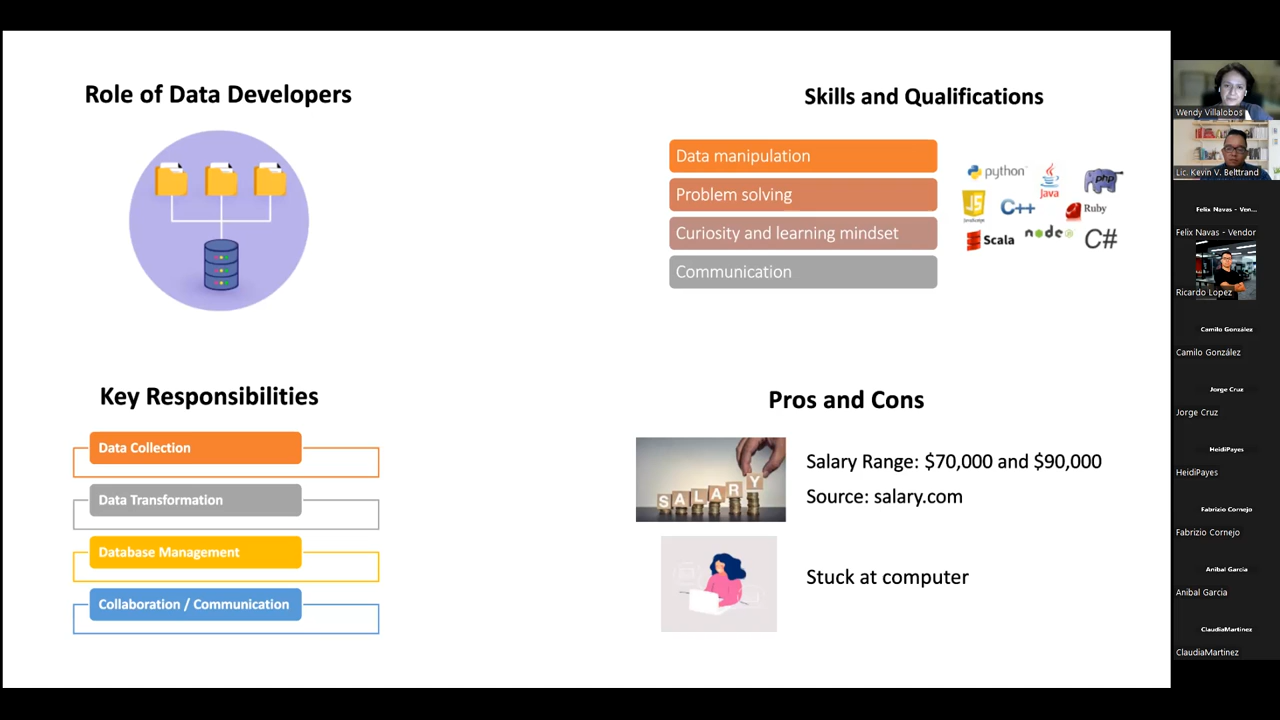 Role of Data Developers
Skills and Qualifications
Data manipulation
Problem solving
Curiosity and learning mindset
Communication
python
Java
php
JS
JavaScript
C++
Ruby
Scala
node
C#
Key Responsibilities
Data Collection
Data Transformation
Database Management
Collaboration / Communication
Pros and Cons
SALARY
Salary Range: $70,000 and $90,000
Source: salary.com
Stuck at computer
Wendy Villalobos
Lic. Kevin V. Belttrand
Felix Navas - Ven...
Felix Navas - Vendor
Ricardo Lopez
Camilo González
Camilo González
Jorge Cruz
Jorge Cruz
HeidiPayes
HeidiPayes
Fabrizio Cornejo
Fabrizio Cornejo
Anibal Garcia
Anibal Garcia
ClaudiaMartinez
ClaudiaMartinez